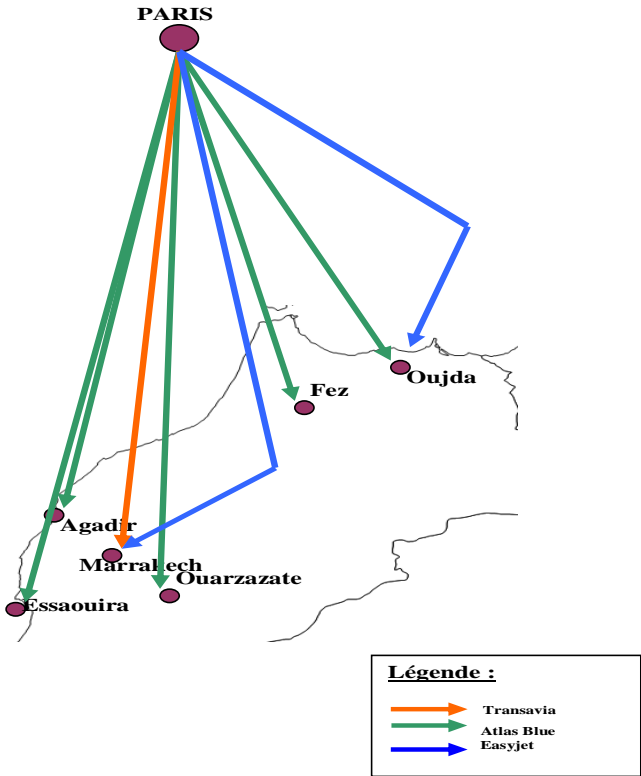 PARIS
Oujda
Fez
Agadir
Marrakech
Ouarzazate
Essaouira
Légende :
Transavia
Atlas Blue
Easyjet